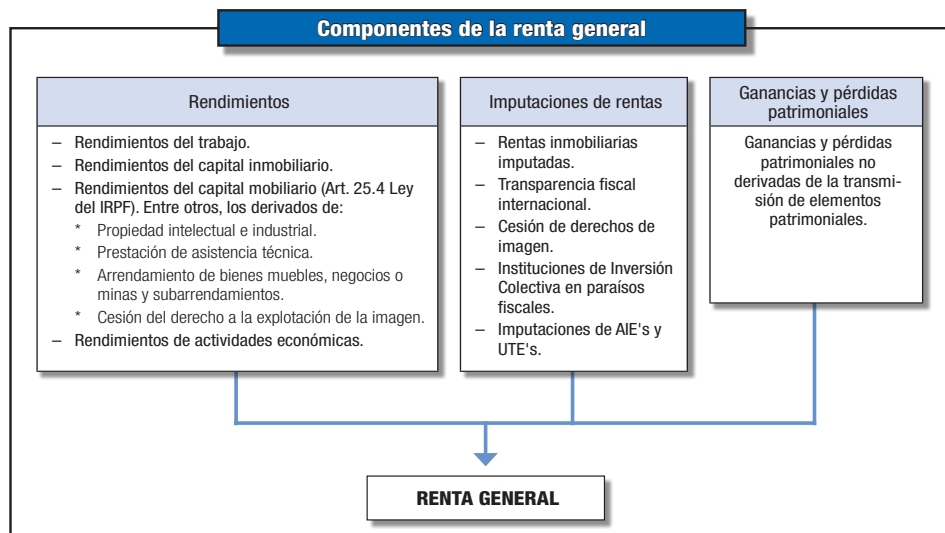 Componentes de la renta general
Rendimientos
– Rendimientos del trabajo.
– Rendimientos del capital inmobiliario.
– Rendimientos del capital mobiliario (Art. 25.4 Ley
del IRPF). Entre otros, los derivados de:
* Propiedad intelectual e industrial.
* Prestación de asistencia técnica.
* Arrendamiento de bienes muebles, negocios o
minas y subarrendamientos.
* Cesión del derecho a la explotación de la imagen.
– Rendimientos de actividades económicas.
Imputaciones de rentas
– Rentas inmobiliarias
imputadas.
– Transparencia fiscal
internacional.
– Cesión de derechos de
imagen.
– Instituciones de Inversión
Colectiva en paraísos
fiscales.
– Imputaciones de AIE's y
UTE's.
Ganancias y pérdidas
patrimoniales
Ganancias y pérdidas
patrimoniales no
derivadas de la transmi-
sión de elementos
patrimoniales.
RENTA GENERAL